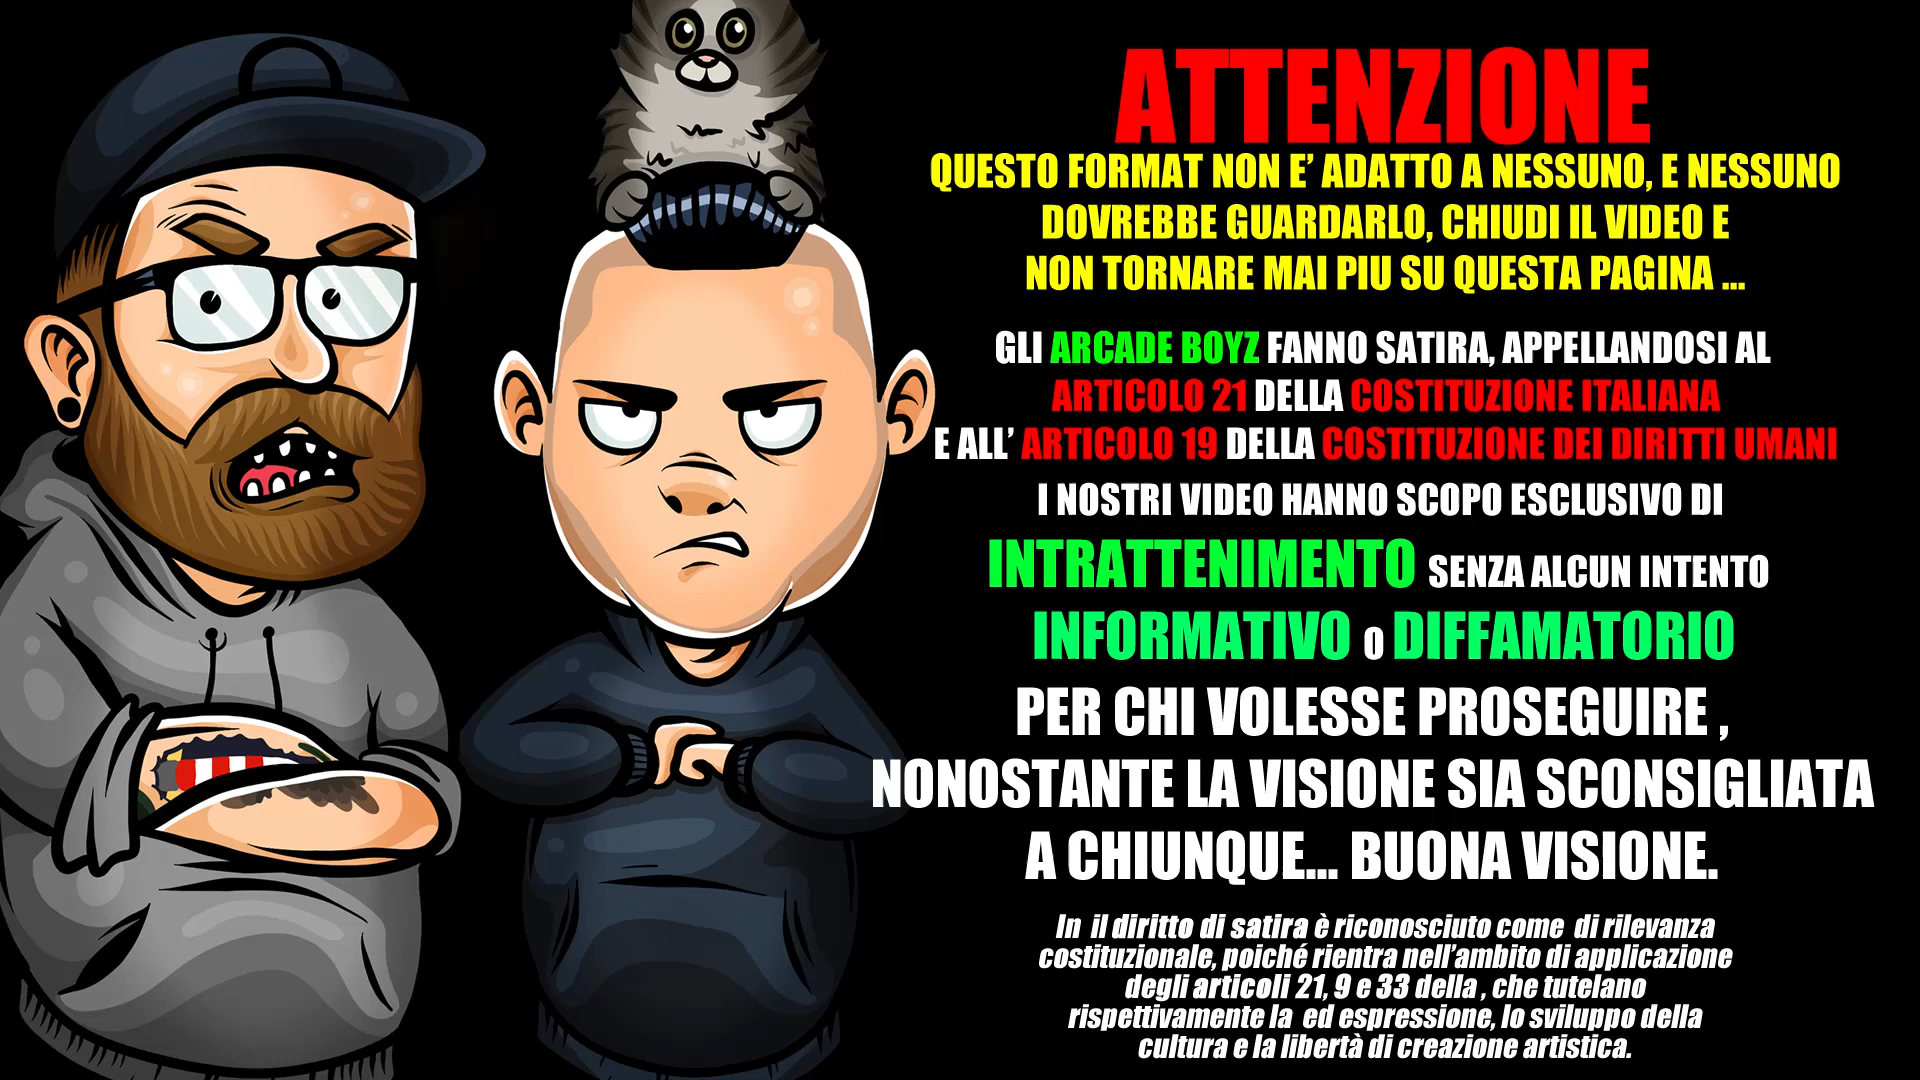 ATTENZIONE
QUESTO FORMAT NON E' ADATTO A NESSUNO, E NESSUNO
DOVREBBE GUARDARLO, CHIUDI IL VIDEO E
NON TORNARE MAI PIU SU QUESTA PAGINA ...
GLI ARCADE BOYZ FANNO SATIRA, APPELLANDOSI AL
ARTICOLO 21 DELLA COSTITUZIONE ITALIANA
E ALL' ARTICOLO 19 DELLA COSTITUZIONE DEI DIRITTI UMANI
I NOSTRI VIDEO HANNO SCOPO ESCLUSIVO DI
INTRATTENIMENTO SENZA ALCUN INTENTO
INFORMATIVO O DIFFAMATORIO
PER CHI VOLESSE PROSEGUIRE ,
NONOSTANTE LA VISIONE SIA SCONSIGLIATA
A CHIUNQUE... BUONA VISIONE.
In il diritto di satira è riconosciuto come di rilevanza
costituzionale, poiché rientra nell'ambito di applicazione
degli articoli 21, 9 e 33 della , che tutelano
rispettivamente la ed espressione, lo sviluppo della
cultura e la libertà di creazione artistica.